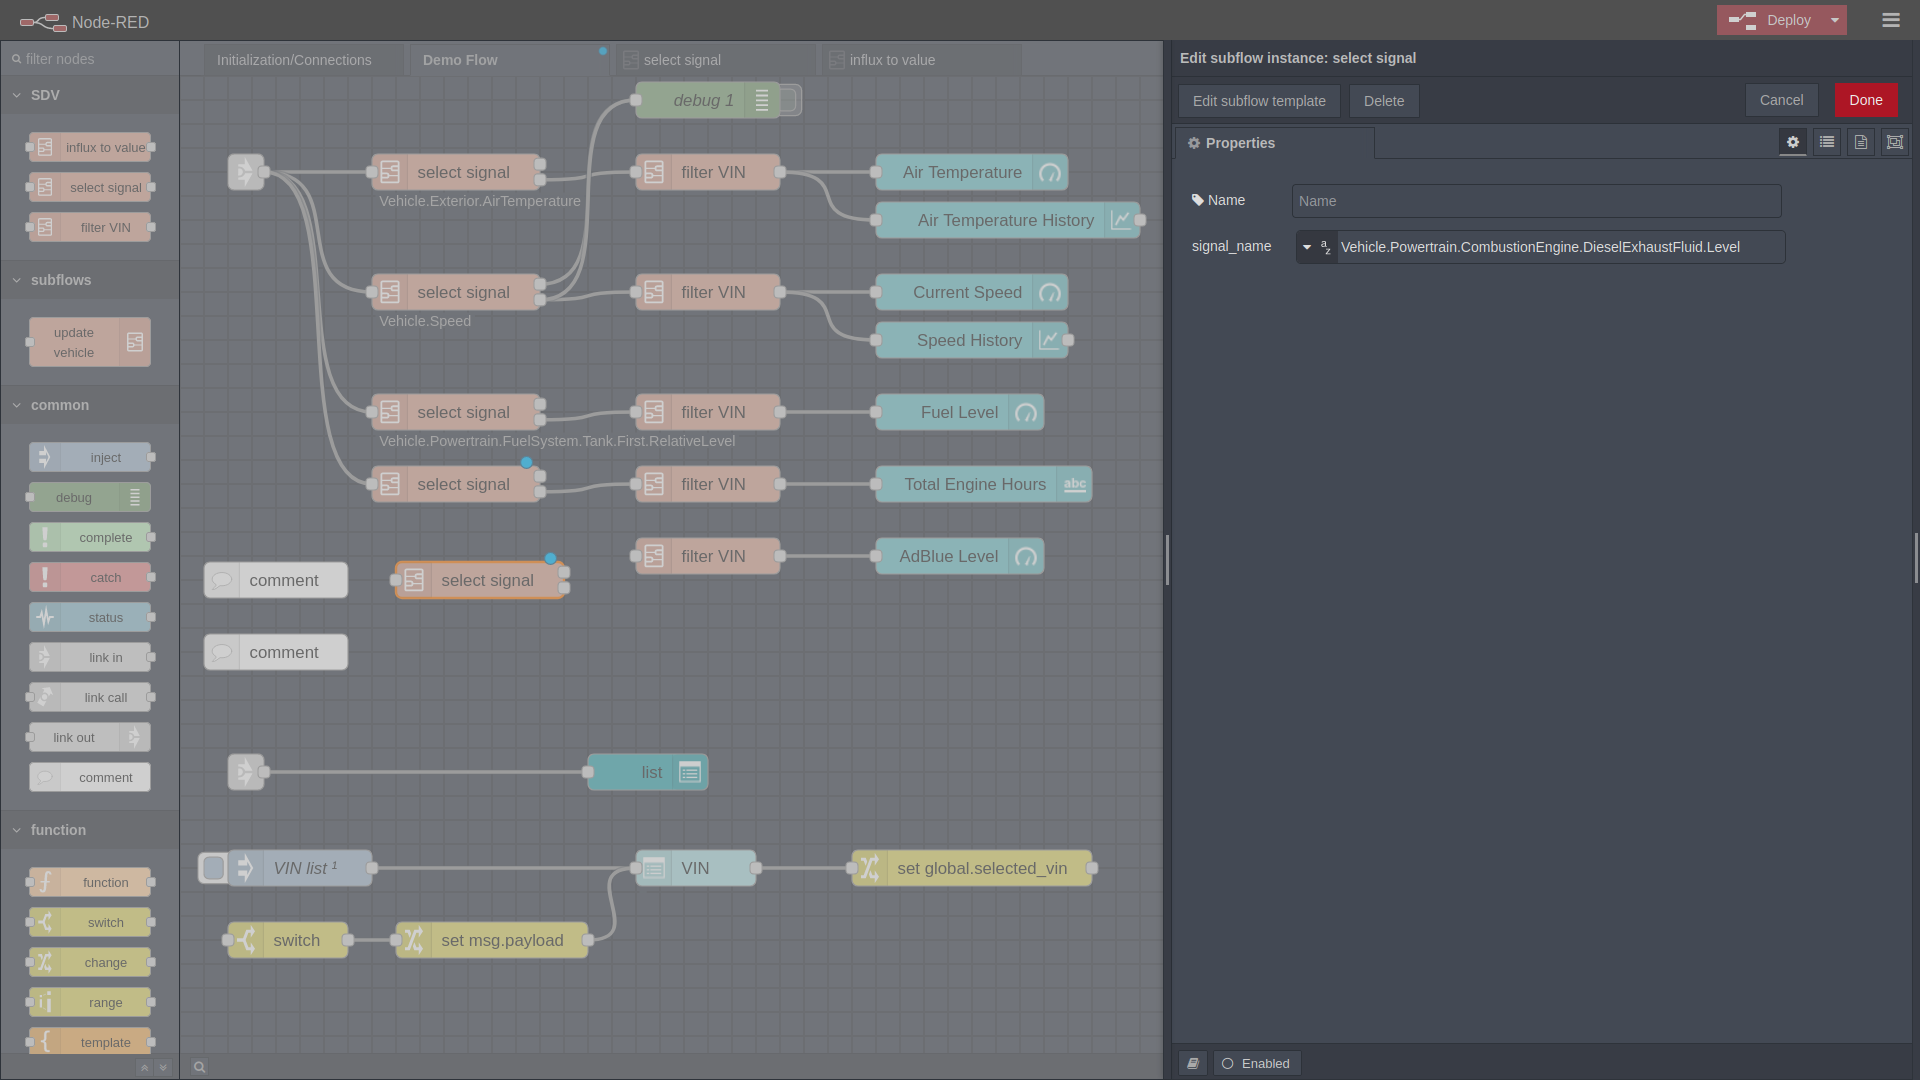 Node-RED
Deploy
filter nodes
Initialization/Connections
Demo Flow
select signal
influx to value
SDV
influx to value
select signal
filter VIN
subflows
update
vehicle
common
inject
debug
complete
catch
status
link in
link call
link out
comment
function
function
switch
change
range
template
debug 1
select signal
Vehicle.Exterior.AirTemperature
filter VIN
Air Temperature
Air Temperature History
select signal
Vehicle.Speed
filter VIN
Current Speed
Speed History
select signal
Vehicle.Powertrain.FuelSystem.Tank.First.RelativeLevel
filter VIN
Fuel Level
select signal
filter VIN
Total Engine Hours
abc
filter VIN
AdBlue Level
comment
select signal
comment
list
VIN list ¹
VIN
set global.selected_vin
switch
set msg.payload
Edit subflow instance: select signal
Edit subflow template
Delete
Cancel
Done
Properties
Name
Name
signal_name
az
Vehicle.Powertrain.CombustionEngine.DieselExhaustFluid.Level
Enabled